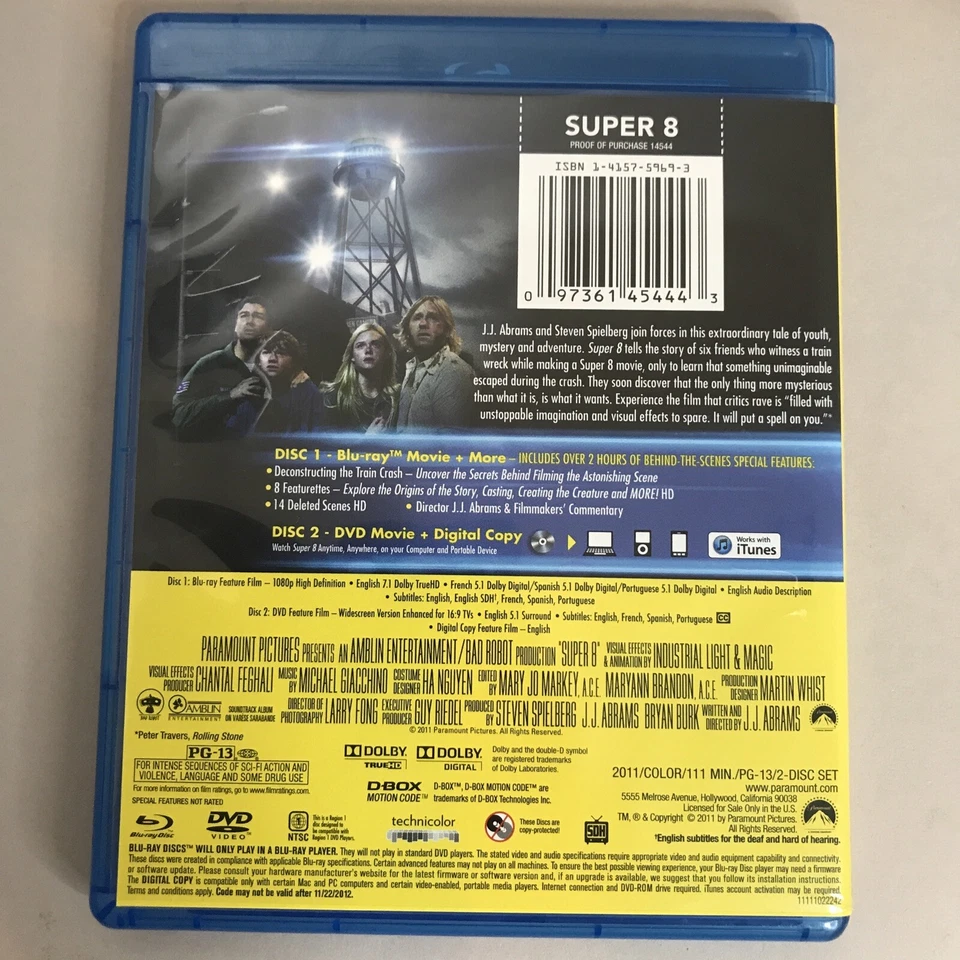 SUPER 8
PROOF OF PURCHASE 14544
ISBN 1-4157-5969-3
0 97361 45444 3
J.J. Abrams and Steven Spielberg join forces in this extraordinary tale of youth,
mystery and adventure. Super 8 tells the story of six friends who witness a train
wreck while making a Super 8 movie, only to learn that something unimaginable
escaped during the crash. They soon discover that the only thing more mysterious
than what it is, is what it wants. Experience the film that critics rave is “filled with
unstoppable imagination and visual effects to spare. It will put a spell on you.”*
DISC 1 - Blu-ray™ Movie + More – INCLUDES OVER 2 HOURS OF BEHIND-THE-SCENES SPECIAL FEATURES:
• Deconstructing the Train Crash – Uncover the Secrets Behind Filming the Astonishing Scene
• 8 Featurettes – Explore the Origins of the Story, Casting, Creating the Creature and MORE! HD
• 14 Deleted Scenes HD • Director J.J. Abrams & Filmmakers' Commentary
DISC 2 - DVD Movie + Digital Copy
Watch Super 8 Anytime, Anywhere, on your Computer and Portable Device
Works with
iTunes
Disc 1: Blu-ray Feature Film – 1080p High Definition • English 7.1 Dolby TrueHD • French 5.1 Dolby Digital/Spanish 5.1 Dolby Digital/Portuguese 5.1 Dolby Digital • English Audio Description
• Subtitles: English, English SDH†, French, Spanish, Portuguese
Disc 2: DVD Feature Film – Widescreen Version Enhanced for 16:9 TVs • English 5.1 Surround • Subtitles: English, French, Spanish, Portuguese CC
• Digital Copy Feature Film – English
PARAMOUNT PICTURES PRESENTS AN AMBLIN ENTERTAINMENT/BAD ROBOT PRODUCTION "SUPER 8" VISUAL EFFECTS & ANIMATION BY INDUSTRIAL LIGHT & MAGIC
VISUAL EFFECTS PRODUCER CHANTAL FEGHALI MUSIC BY MICHAEL GIACCHINO COSTUME DESIGNER HA NGUYEN EDITED BY MARY JO MARKEY, A.C.E. MARYANN BRANDON, A.C.E. PRODUCTION DESIGNER MARTIN WHIST
BAD ROBOT AMBLIN ENTERTAINMENT SOUNDTRACK ALBUM ON VARÈSE SARABANDE DIRECTOR OF PHOTOGRAPHY LARRY FONG EXECUTIVE PRODUCER GUY RIEDEL PRODUCED BY STEVEN SPIELBERG J.J. ABRAMS BRYAN BURK WRITTEN AND DIRECTED BY J.J. ABRAMS
© 2011 Paramount Pictures. All Rights Reserved.
*Peter Travers, Rolling Stone
PG-13
FOR INTENSE SEQUENCES OF SCI-FI ACTION AND
VIOLENCE, LANGUAGE AND SOME DRUG USE
For more information on film ratings, go to www.filmratings.com.
SPECIAL FEATURES NOT RATED
DOLBY
TRUEHD
DOLBY
DIGITAL
Dolby and the double-D symbol
are registered trademarks
of Dolby Laboratories.
D-BOX
MOTION CODE™
D-BOX™, D-BOX MOTION CODE™ are
trademarks of D-BOX Technologies Inc.
2011/COLOR/111 MIN./PG-13/2-DISC SET
www.paramount.com
5555 Melrose Avenue, Hollywood, California 90038
Licensed for Sale Only in the U.S.
TM, ® & Copyright © 2011 by Paramount Pictures.
All Rights Reserved.
†English subtitles for the deaf and hard of hearing.
Blu-ray Disc
DVD
VIDEO
NTSC
This is a Region 1
disc designed to
be compatible with
Region 1 DVD Players.
technicolor
These Discs are
copy-protected!
SDH
BLU-RAY DISCS™ WILL ONLY PLAY IN A BLU-RAY PLAYER. They will not play in standard DVD players. The stated video and audio specifications require appropriate video and audio equipment capability and connectivity.
These discs were created in compliance with applicable Blu-ray specifications. Certain advanced features may not play on all machines. To ensure the best possible viewing experience, your Blu-ray Disc player may need a firmware
or software update. Please consult your hardware manufacturer's website for the latest firmware or software version and, if an upgrade is available, we suggest that you follow its installation instructions.
The DIGITAL COPY is compatible only with certain Mac and PC computers and certain video-enabled, portable media players. Internet connection and DVD-ROM drive required. iTunes account activation may be required.
Terms and conditions apply. Code may not be valid after 11/22/2012.
11111022242